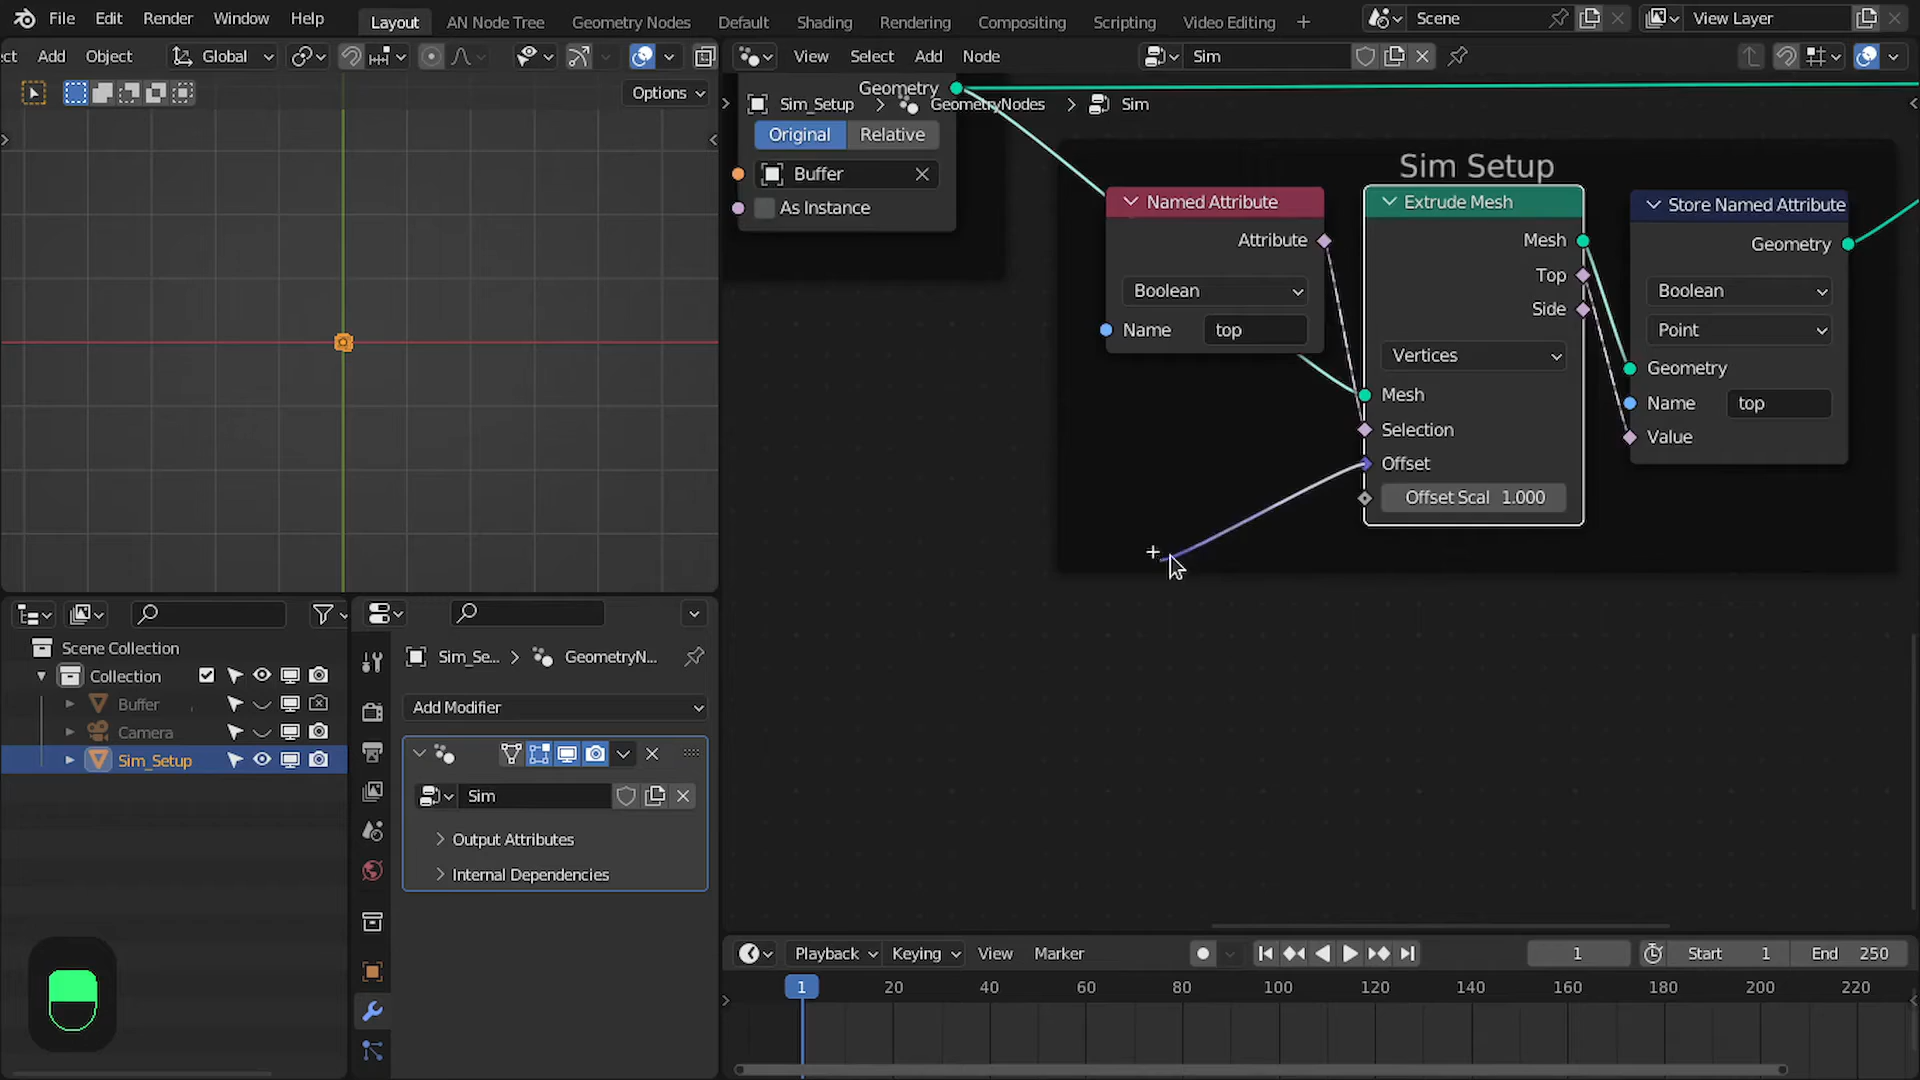 File Edit Render Window Help Layout AN Node Tree Geometry Nodes Default Shading Rendering Compositing Scripting Video Editing + Scene View Layer
ct Add Object Global View Select Add Node Sim
Options
Geometry
Sim_Setup > GeometryNodes > Sim
Original Relative
Buffer
As Instance
Sim Setup
Named Attribute
Attribute
Boolean
Name top
Extrude Mesh
Mesh
Top
Side
Vertices
Mesh
Selection
Offset
Offset Scal 1.000
Store Named Attribute
Geometry
Boolean
Point
Geometry
Name top
Value
Scene Collection
Collection
Buffer
Camera
Sim_Setup
Sim_Se... > GeometryN...
Add Modifier
Sim
Output Attributes
Internal Dependencies
Playback Keying View Marker 1 Start 1 End 250
1 20 40 60 80 100 120 140 160 180 200 220